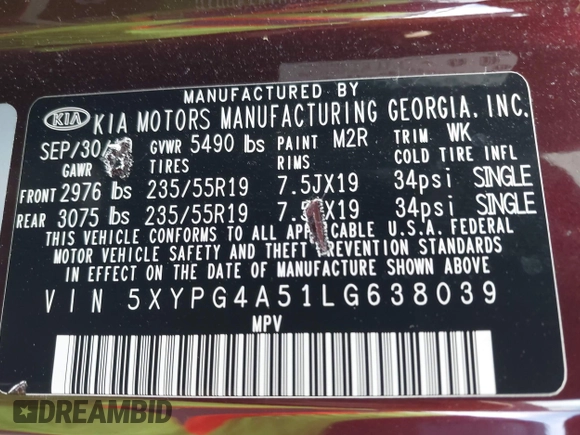 MANUFACTURED BY
KIA KIA MOTORS MANUFACTURING GEORGIA, INC.
SEP/30/ GVWR 5490 lbs PAINT M2R TRIM WK
GAWR TIRES RIMS COLD TIRE INFL
FRONT 2976 lbs 235/55R19 7.5JX19 34psi SINGLE
REAR 3075 lbs 235/55R19 34psi SINGLE
THIS VEHICLE CONFORMS TO ALL APPLICABLE U.S.A. FEDERAL
MOTOR VEHICLE SAFETY AND THEFT PREVENTION STANDARDS
IN EFFECT ON THE DATE OF MANUFACTURE SHOWN ABOVE.
VIN 5XYPG4A51LG638039
MPV
DREAMBID